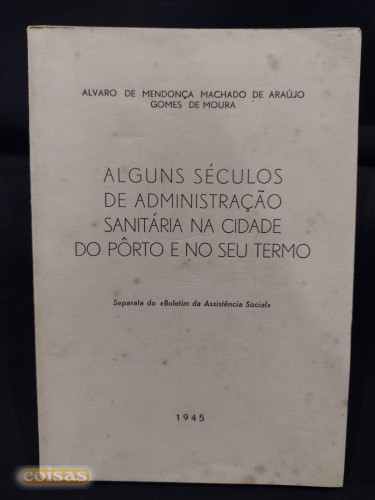 ALVARO DE MENDONÇA MACHADO DE ARAÚJO
GOMES DE MOURA
ALGUNS SÉCULOS
DE ADMINISTRAÇÃO
SANITÁRIA NA CIDADE
DO PÔRTO E NO SEU TERMO
Separata do «Boletim da Assistência Social»
1945
coisas